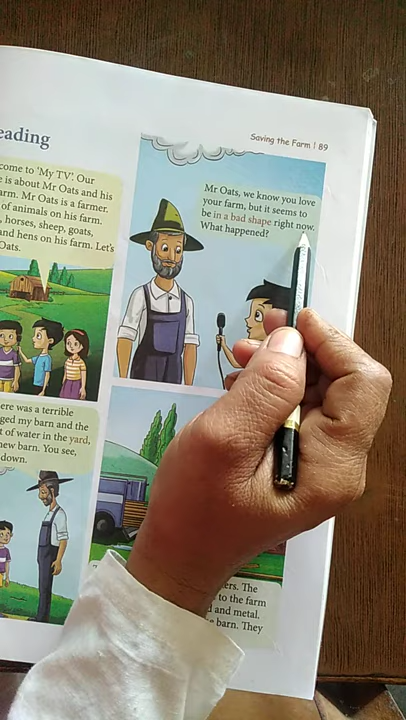 eading
Saving the Farm | 89
come to 'My TV'. Our
e is about Mr Oats and his
arm. Mr Oats is a farmer.
of animals on his farm.
, horses, sheep, goats,
and hens on his farm. Let's
Oats.
Mr Oats, we know you love
your farm, but it seems to
be in a bad shape right now.
What happened?
ere was a terrible
ged my barn and the
t of water in the yard,
new barn. You see,
down.
ers. The
to the farm
and metal.
barn. They